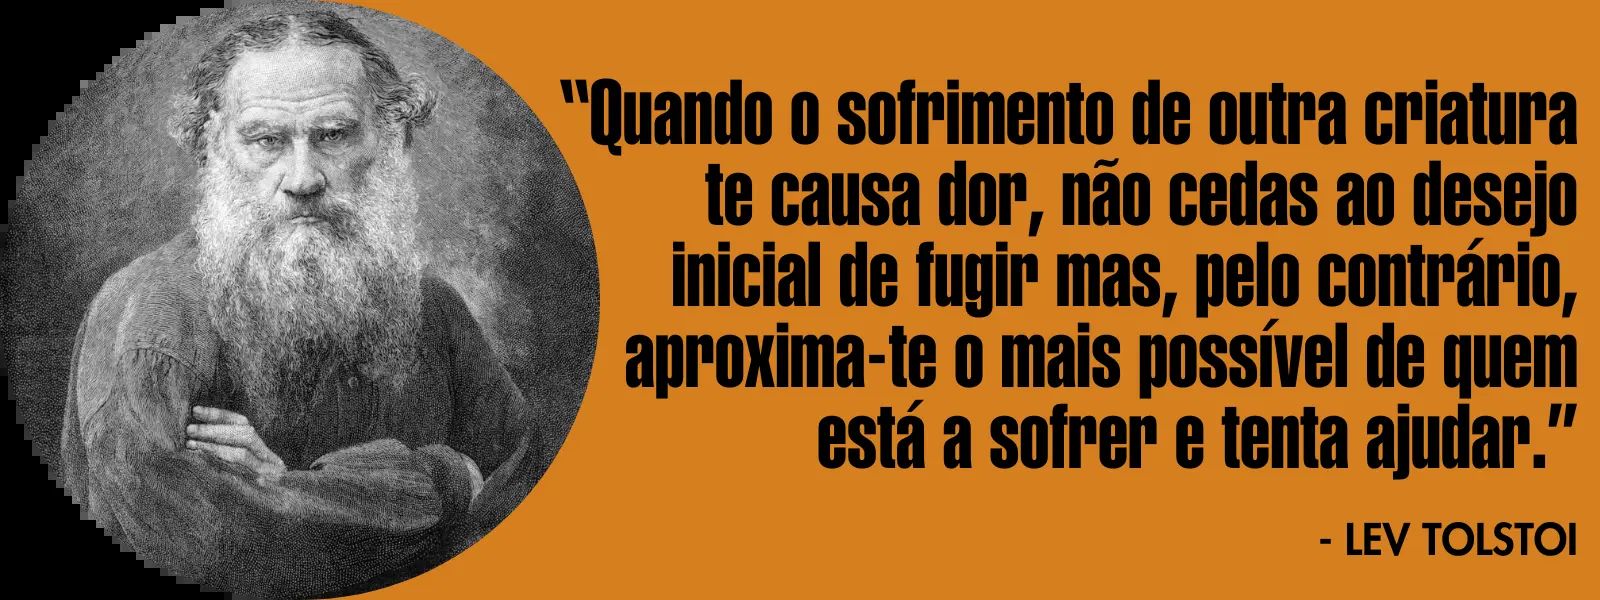 “Quando o sofrimento de outra criatura
te causa dor, não cedas ao desejo
inicial de fugir mas, pelo contrário,
aproxima-te o mais possível de quem
está a sofrer e tenta ajudar.”
- LEV TOLSTOI